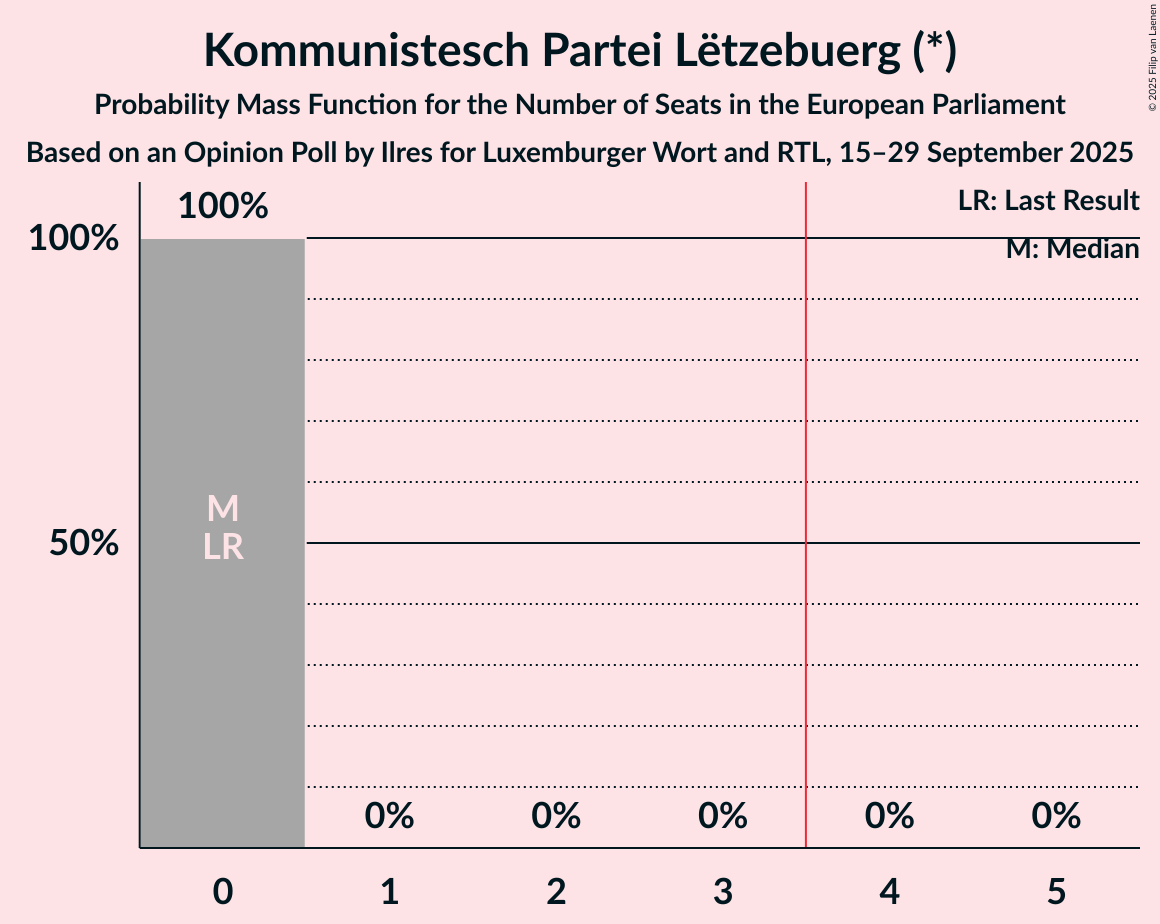 Kommunistesch Partei Lëtzebuerg (*)
Probability Mass Function for the Number of Seats in the European Parliament
Based on an Opinion Poll by Ilres for Luxemburger Wort and RTL, 15–29 September 2025
© 2025 Filip van Laenen
LR: Last Result
M: Median
100%
100%
50%
M
LR
0% 0% 0% 0% 0%
0 1 2 3 4 5